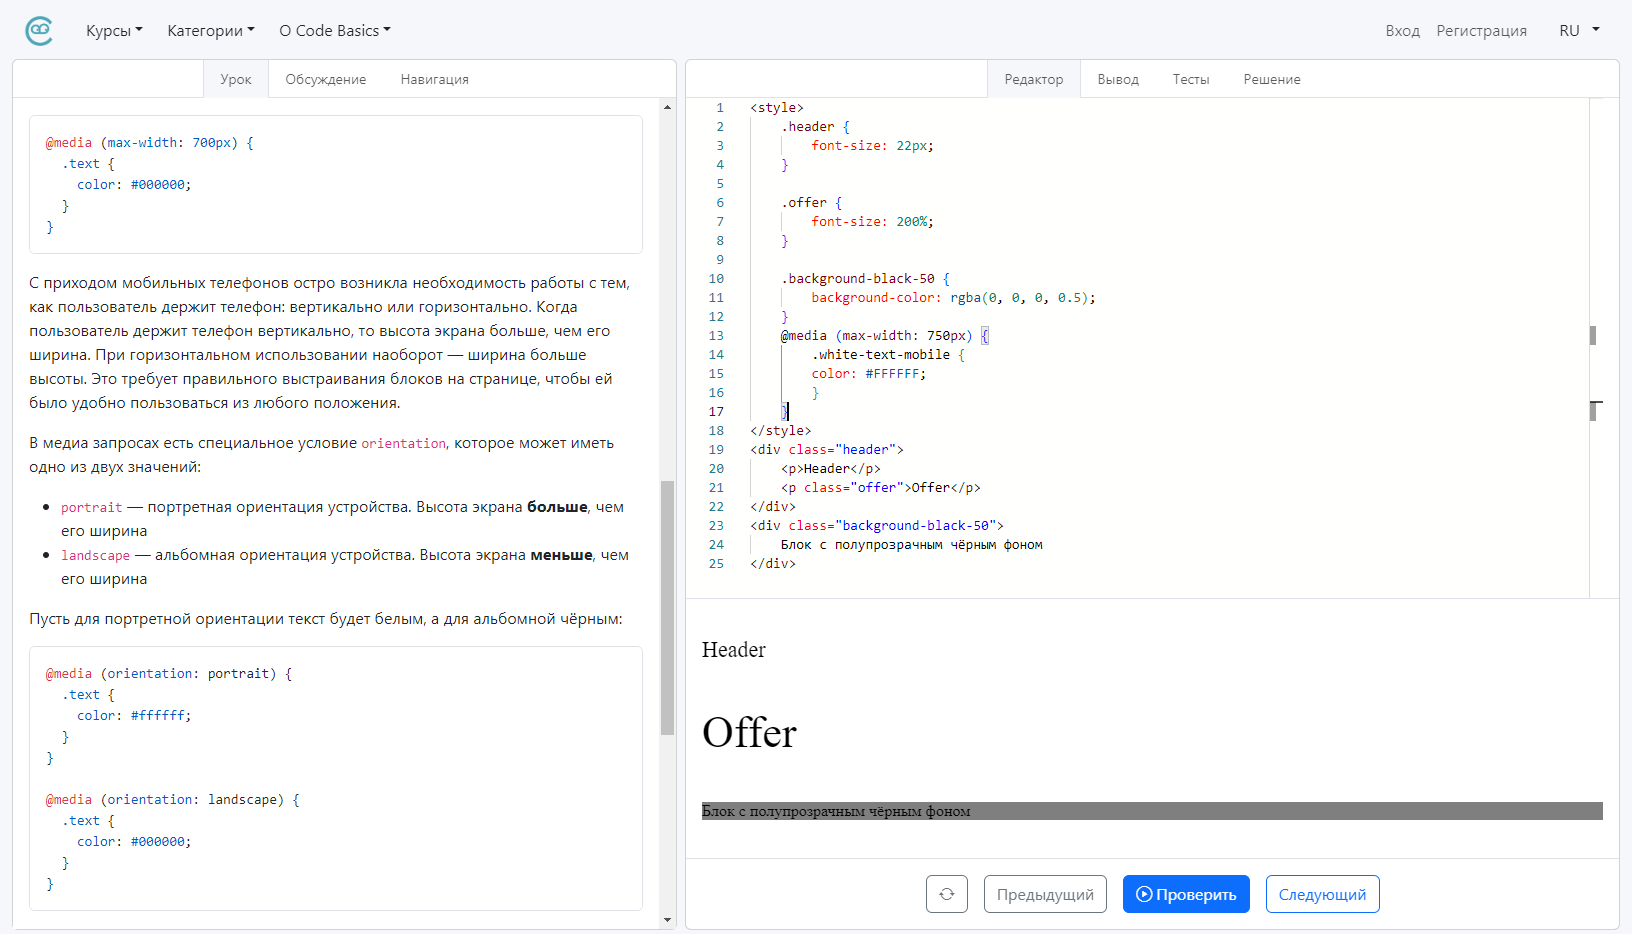 Курсы Категории О Code Basics Вход Регистрация RU
Урок Обсуждение Навигация
@media (max-width: 700px) {
.text {
color: #000000;
}
}
С приходом мобильных телефонов остро возникла необходимость работы с тем,
как пользователь держит телефон: вертикально или горизонтально. Когда
пользователь держит телефон вертикально, то высота экрана больше, чем его
ширина. При горизонтальном использовании наоборот — ширина больше
высоты. Это требует правильного выстраивания блоков на странице, чтобы ей
было удобно пользоваться из любого положения.
В медиа запросах есть специальное условие orientation, которое может иметь
одно из двух значений:
portrait — портретная ориентация устройства. Высота экрана больше, чем
его ширина
landscape — альбомная ориентация устройства. Высота экрана меньше, чем
его ширина
Пусть для портретной ориентации текст будет белым, а для альбомной чёрным:
@media (orientation: portrait) {
.text {
color: #ffffff;
}
}
@media (orientation: landscape) {
.text {
color: #000000;
}
}
Редактор Вывод Тесты Решение
1 <style>
2 .header {
3 font-size: 22px;
4 }
5
6 .offer {
7 font-size: 200%;
8 }
9
10 .background-black-50 {
11 background-color: rgba(0, 0, 0, 0.5);
12 }
13 @media (max-width: 750px) {
14 .white-text-mobile {
15 color: #FFFFFF;
16 }
17 }
18 </style>
19 <div class="header">
20 <p>Header</p>
21 <p class="offer">Offer</p>
22 </div>
23 <div class="background-black-50">
24 Блок с полупрозрачным чёрным фоном
25 </div>
Header
Offer
Блок с полупрозрачным чёрным фоном
Предыдущий Проверить Следующий